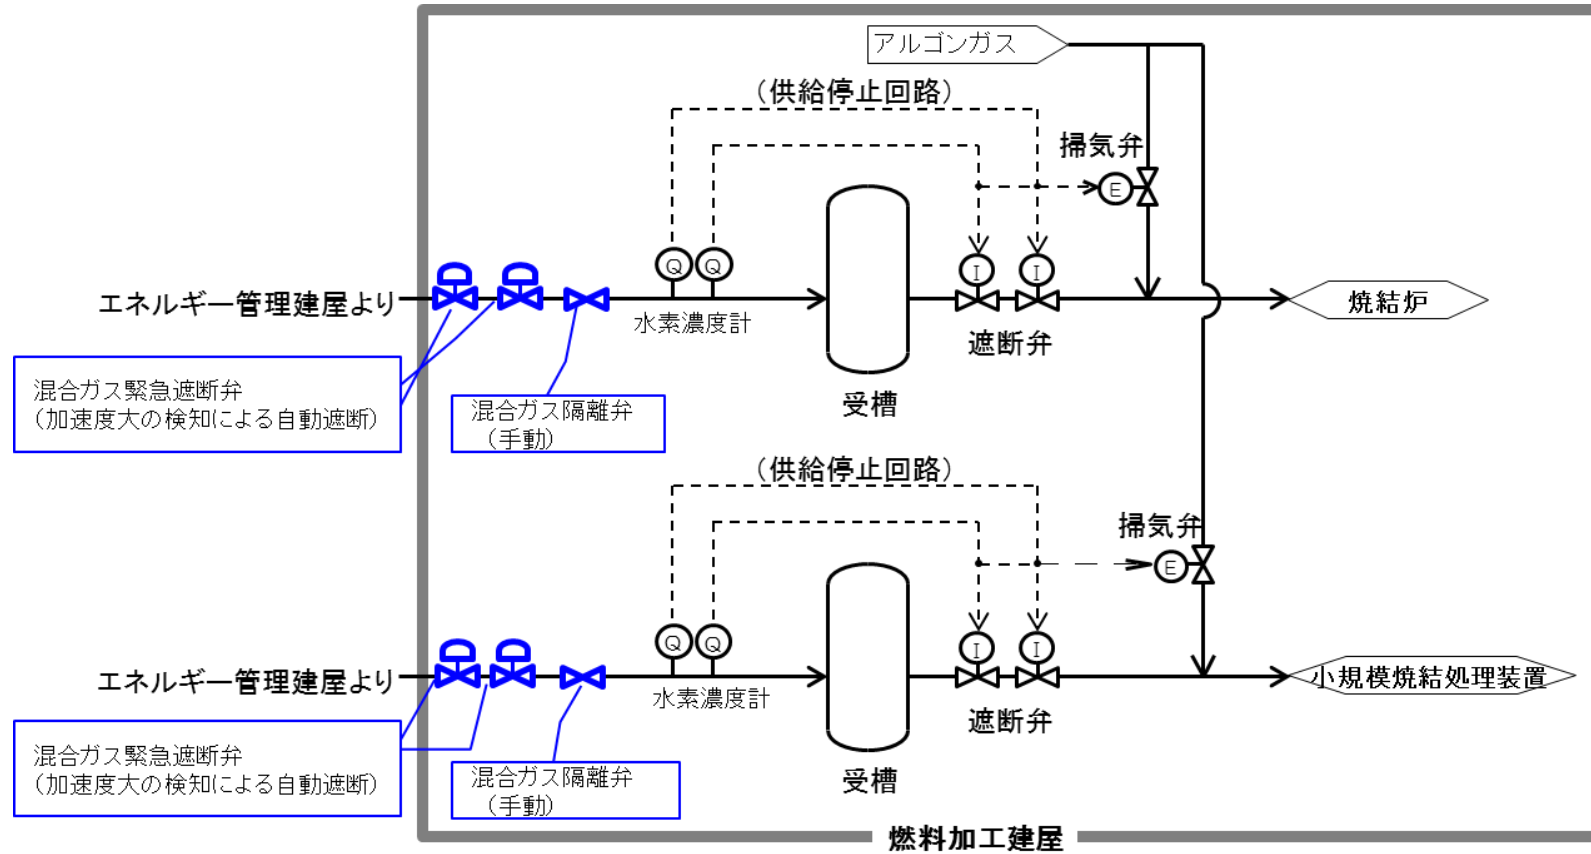 アルゴンガス
（供給停止回路）
掃気弁
E
Q
Q
I
I
エネルギー管理建屋より
水素濃度計
遮断弁
焼結炉
混合ガス緊急遮断弁
（加速度大の検知による自動遮断）
混合ガス隔離弁
（手動）
受槽
（供給停止回路）
掃気弁
E
Q
Q
I
I
エネルギー管理建屋より
水素濃度計
遮断弁
小規模焼結処理装置
混合ガス緊急遮断弁
（加速度大の検知による自動遮断）
混合ガス隔離弁
（手動）
受槽
燃料加工建屋